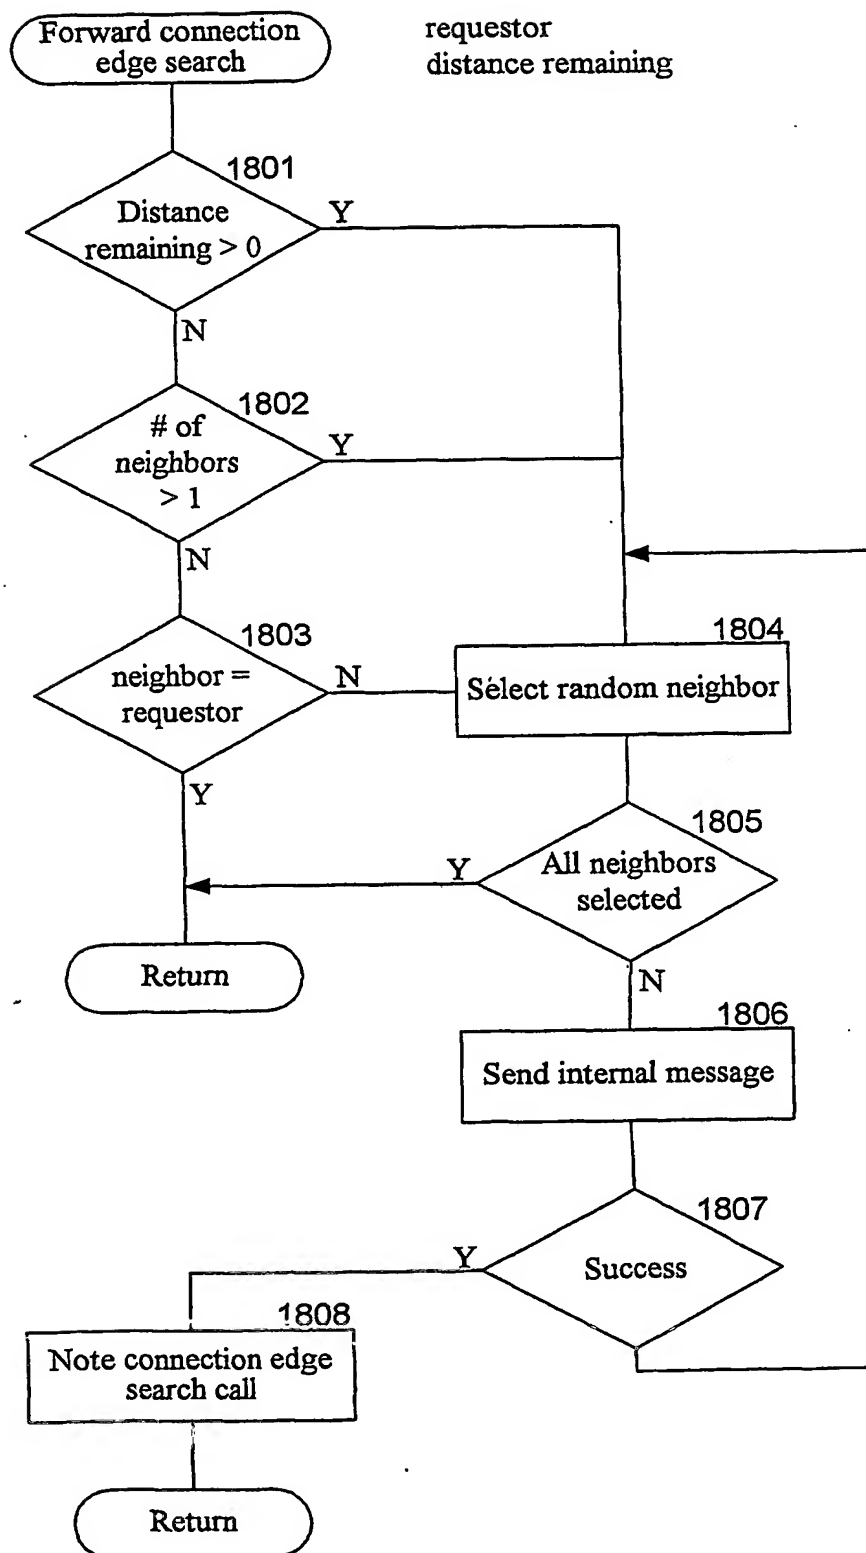 Forward connection
edge search
requestor
distance remaining
1801
Distance
remaining > 0
Y
N
1802
# of
neighbors
> 1
Y
N
1803
neighbor =
requestor
N
Y
1804
Select random neighbor
1805
All neighbors
selected
Y
N
Return
1806
Send internal message
1807
Success
Y
1808
Note connection edge
search call
Return